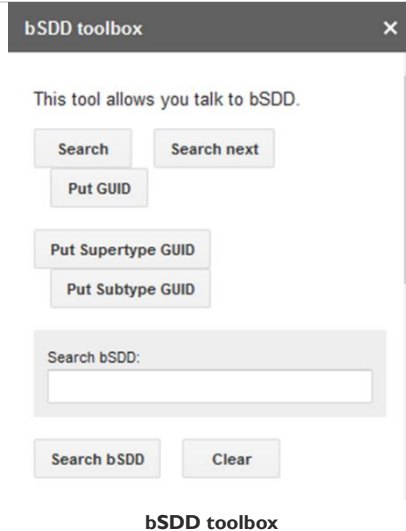 bSDD toolbox ×
This tool allows you talk to bSDD.
Search Search next
Put GUID
Put Supertype GUID
Put Subtype GUID
Search bSDD:
Search bSDD Clear
bSDD toolbox